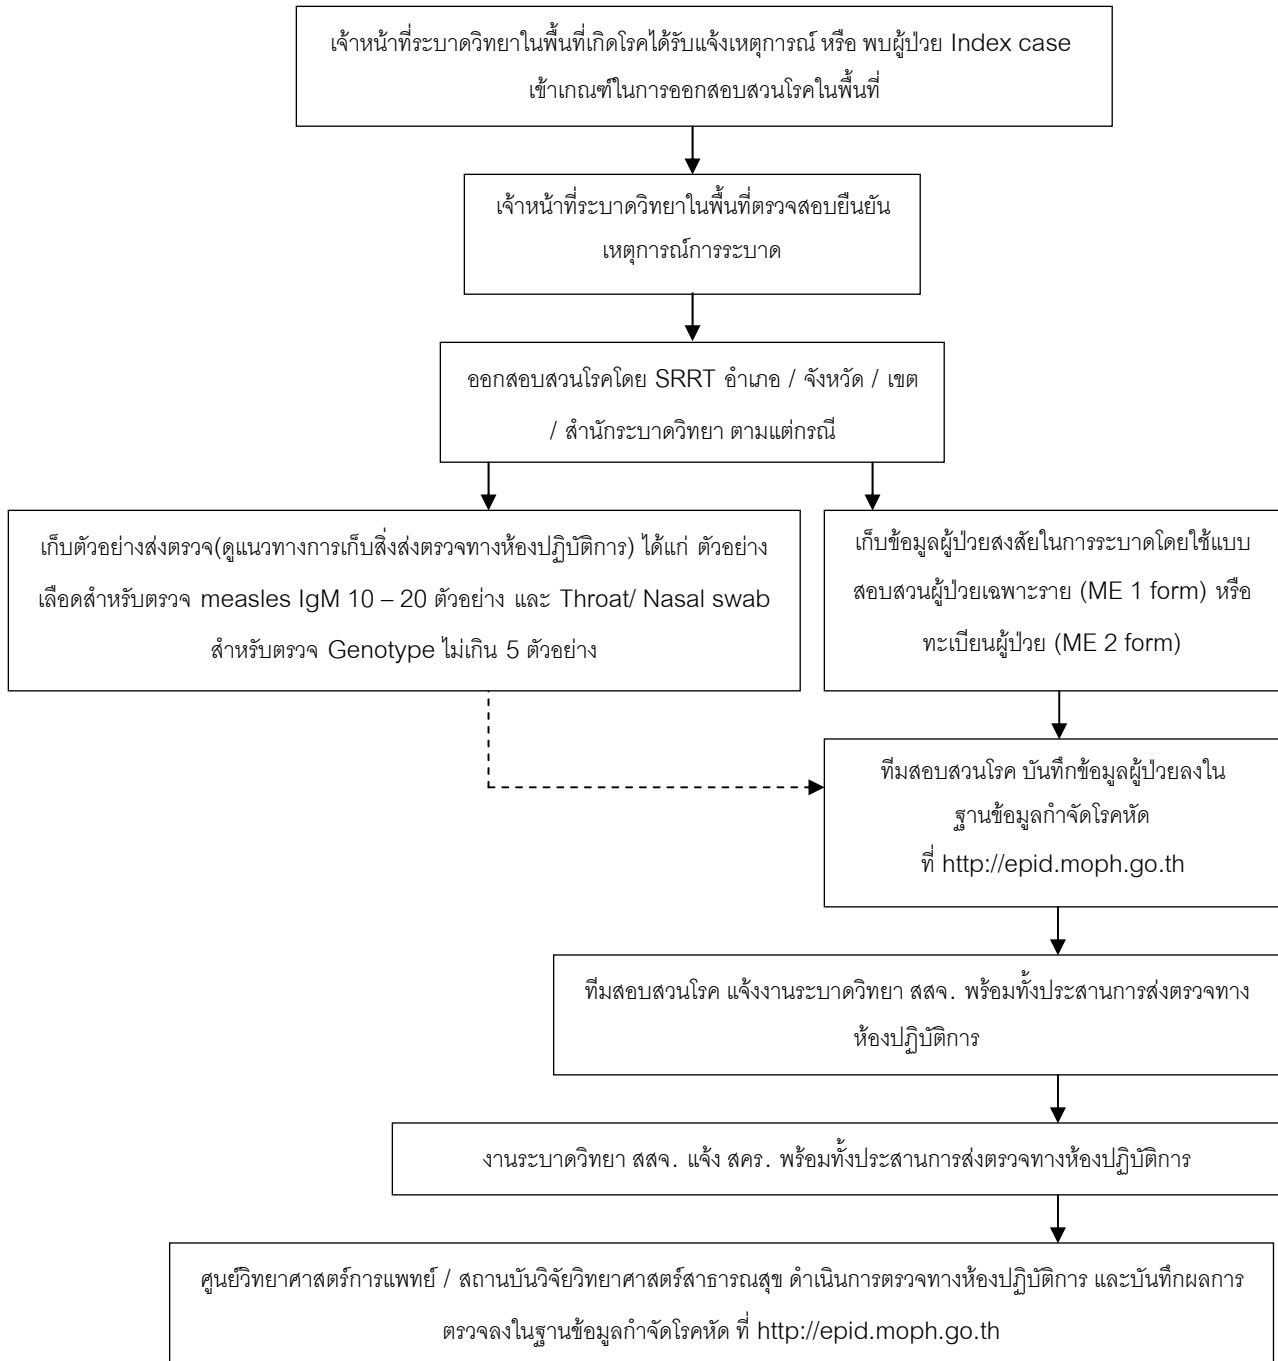 เจ้าหน้าที่ระบาดวิทยาในพื้นที่เกิดโรคได้รับแจ้งเหตุการณ์ หรือ พบผู้ป่วย Index case
เข้าเกณฑ์ในการออกสอบสวนโรคในพื้นที่
เจ้าหน้าที่ระบาดวิทยาในพื้นที่ตรวจสอบยืนยัน
เหตุการณ์การระบาด
ออกสอบสวนโรคโดย SRRT อำเภอ / จังหวัด / เขต
/ สำนักระบาดวิทยา ตามแต่กรณี
เก็บตัวอย่างส่งตรวจ(ดูแนวทางการเก็บสิ่งส่งตรวจทางห้องปฏิบัติการ) ได้แก่ ตัวอย่าง
เลือดสำหรับตรวจ measles IgM 10 – 20 ตัวอย่าง และ Throat/ Nasal swab
สำหรับตรวจ Genotype ไม่เกิน 5 ตัวอย่าง
เก็บข้อมูลผู้ป่วยสงสัยในการระบาดโดยใช้แบบ
สอบสวนผู้ป่วยเฉพาะราย (ME 1 form) หรือ
ทะเบียนผู้ป่วย (ME 2 form)
ทีมสอบสวนโรค บันทึกข้อมูลผู้ป่วยลงใน
ฐานข้อมูลกำจัดโรคหัด
ที่ http://epid.moph.go.th
ทีมสอบสวนโรค แจ้งงานระบาดวิทยา สสจ. พร้อมทั้งประสานการส่งตรวจทาง
ห้องปฏิบัติการ
งานระบาดวิทยา สสจ. แจ้ง สคร. พร้อมทั้งประสานการส่งตรวจทางห้องปฏิบัติการ
ศูนย์วิทยาศาสตร์การแพทย์ / สถานบันวิจัยวิทยาศาสตร์สาธารณสุข ดำเนินการตรวจทางห้องปฏิบัติการ และบันทึกผลการ
ตรวจลงในฐานข้อมูลกำจัดโรคหัด ที่ http://epid.moph.go.th